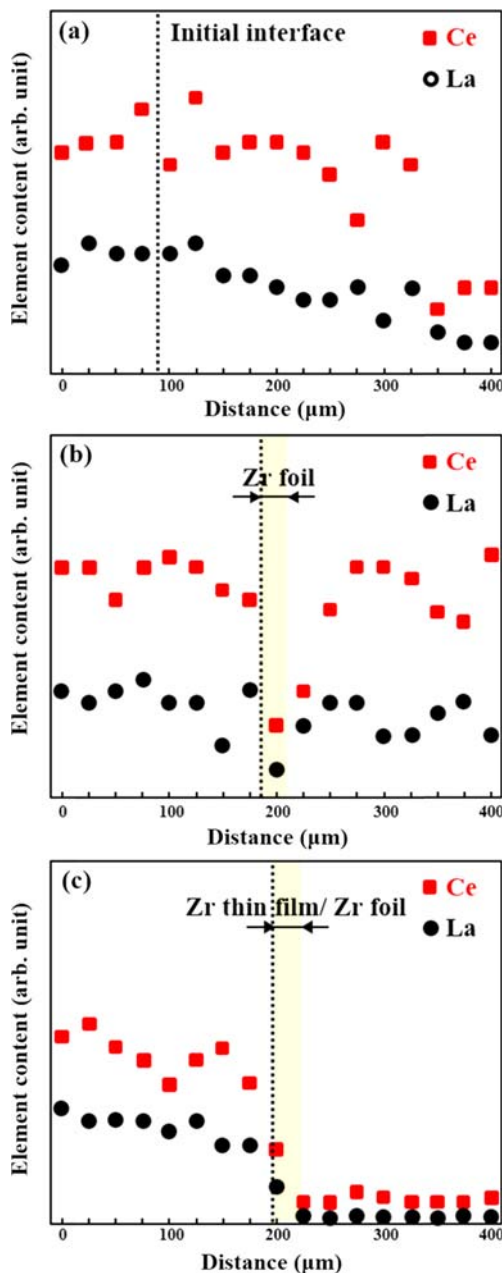 (a)
Initial interface
Ce
La
Element content (arb. unit)
0 100 200 300 400
Distance (μm)
(b)
Ce
Zr foil
La
Element content (arb. unit)
0 100 200 300 400
Distance (μm)
(c)
Ce
Zr thin film/ Zr foil
La
Element content (arb. unit)
0 100 200 300 400
Distance (μm)